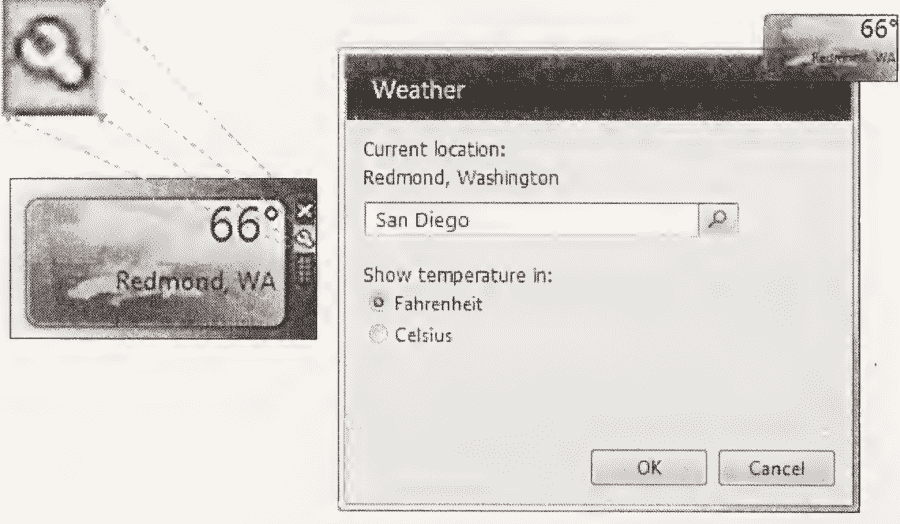 66°
Redmond, WA
66°
Redmond, WA
Weather
Current location:
Redmond, Washington
San Diego
Show temperature in:
Fahrenheit
Celsius
OK
Cancel